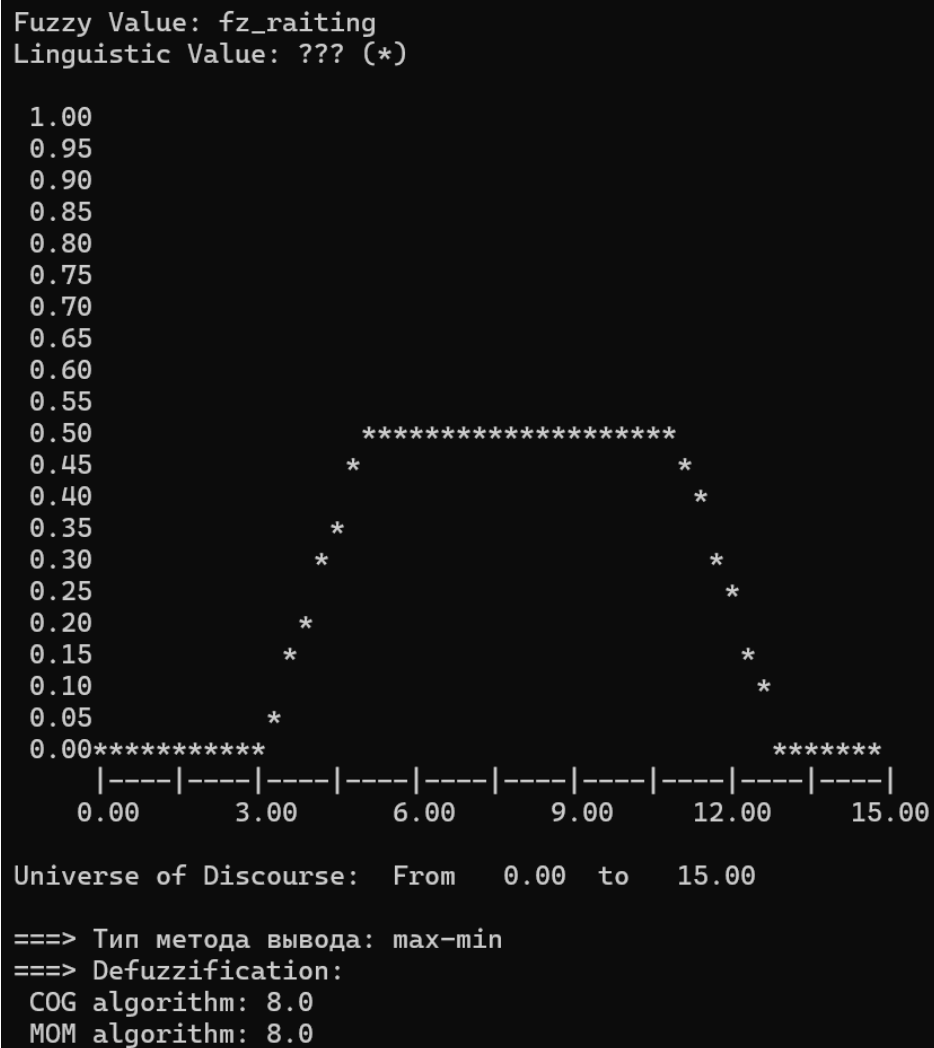 Fuzzy Value: fz_raiting
Linguistic Value: ??? (*)
1.00
0.95
0.90
0.85
0.80
0.75
0.70
0.65
0.60
0.55
0.50                 ********************
0.45                *                    *
0.40                                      *
0.35               *
0.30              *                        *
0.25                                        *
0.20             *
0.15            *                            *
0.10                                          *
0.05           *
0.00***********                                *******
|----|----|----|----|----|----|----|----|----|----|
0.00      3.00      6.00      9.00      12.00     15.00
Universe of Discourse:  From   0.00  to   15.00
===> Тип метода вывода: max-min
===> Defuzzification:
COG algorithm: 8.0
MOM algorithm: 8.0